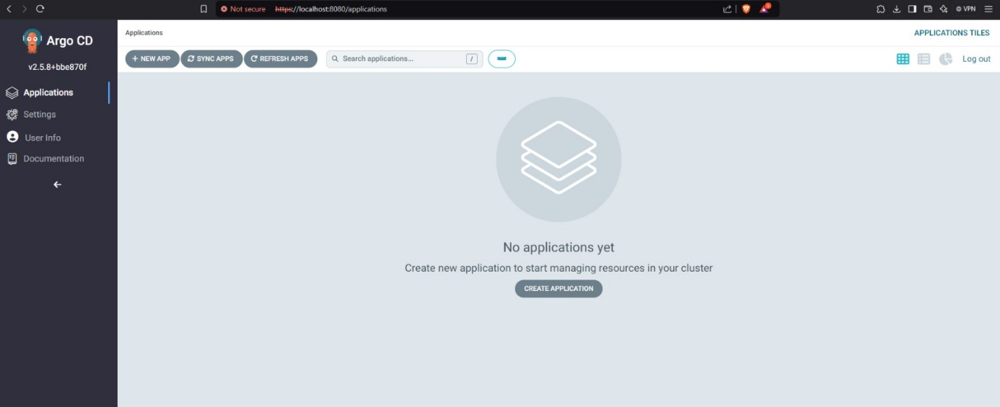 Not secure https://localhost:8080/applications
VPN
Argo CD
v2.5.8+bbe870f
Applications
Settings
User Info
Documentation
Applications
APPLICATIONS TILES
+ NEW APP SYNC APPS REFRESH APPS Search applications... / Log out
No applications yet
Create new application to start managing resources in your cluster
CREATE APPLICATION